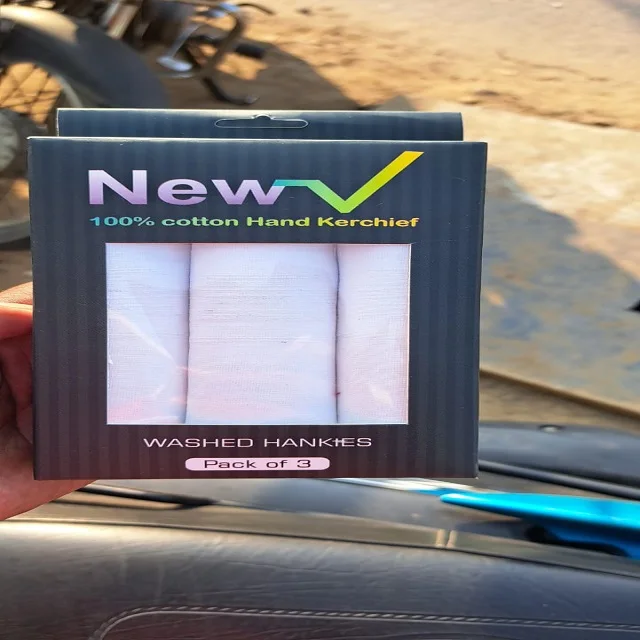 New
100% cotton Hand Kerchief
WASHED HANKIES
Pack of 3